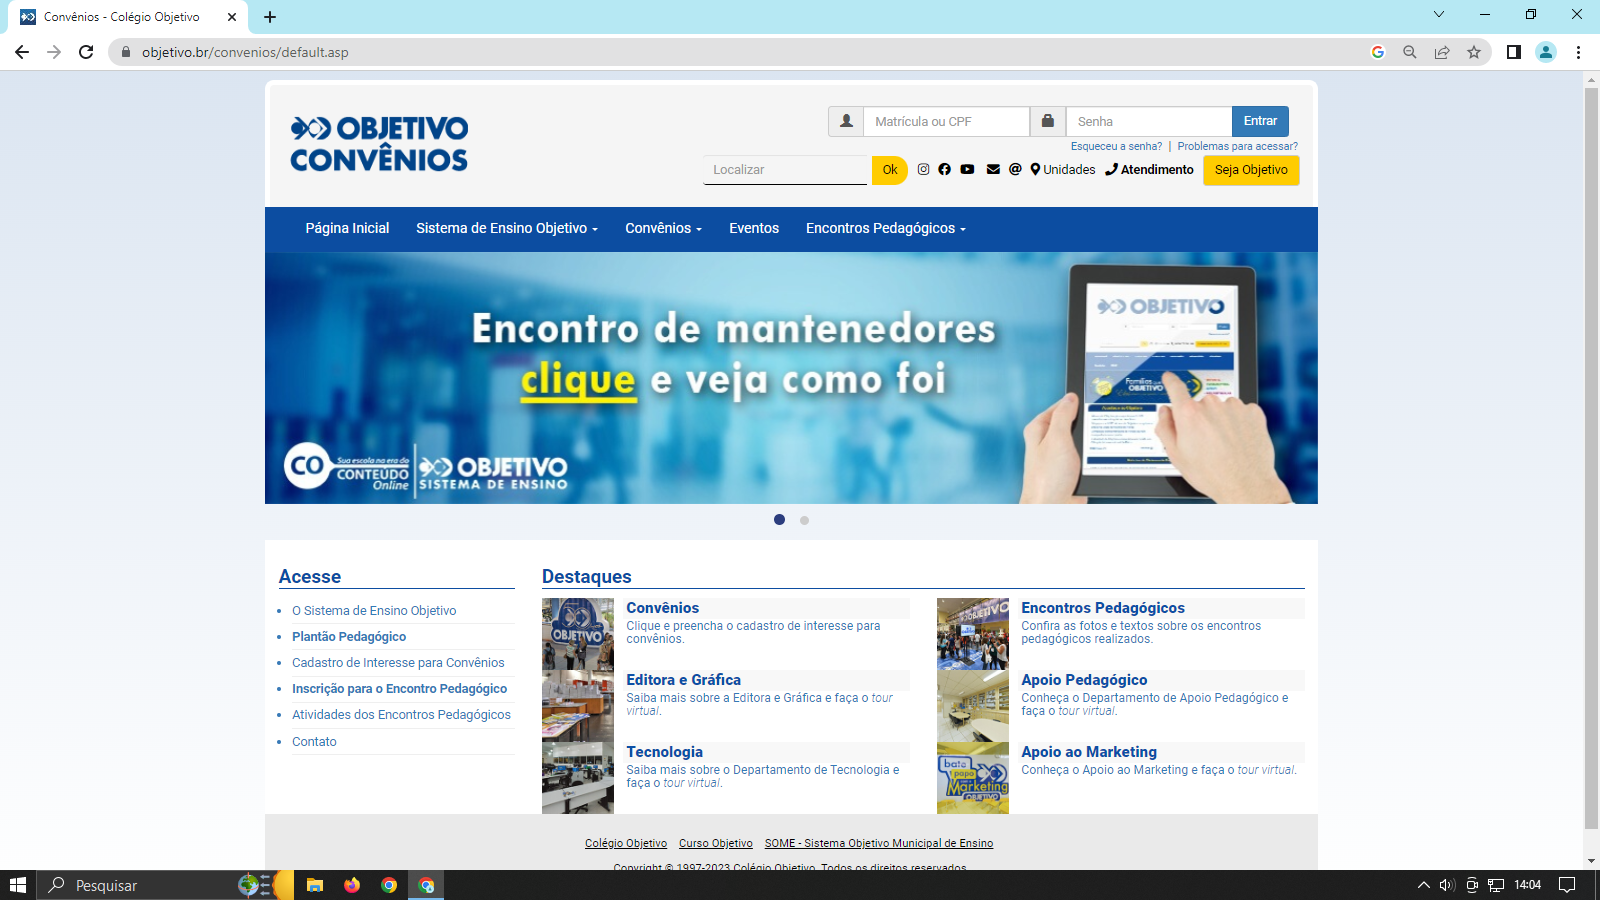 Convênios - Colégio Objetivo
objetivo.br/convenios/default.asp
OBJETIVO
CONVÊNIOS
Matrícula ou CPF
Senha
Entrar
Esqueceu a senha? | Problemas para acessar?
Localizar
Ok
Unidades
Atendimento
Seja Objetivo
Página Inicial
Sistema de Ensino Objetivo
Convênios
Eventos
Encontros Pedagógicos
Encontro de mantenedores
clique e veja como foi
OBJETIVO
CO
Sua escola na era do
CONTEÚDO
Online
OBJETIVO
SISTEMA DE ENSINO
Acesse
O Sistema de Ensino Objetivo
Plantão Pedagógico
Cadastro de Interesse para Convênios
Inscrição para o Encontro Pedagógico
Atividades dos Encontros Pedagógicos
Contato
Destaques
OBJETIVO
Convênios
Clique e preencha o cadastro de interesse para
convênios.
Encontros Pedagógicos
Confira as fotos e textos sobre os encontros
pedagógicos realizados.
Editora e Gráfica
Saiba mais sobre a Editora e Gráfica e faça o tour
virtual.
Apoio Pedagógico
Conheça o Departamento de Apoio Pedagógico e
faça o tour virtual.
Tecnologia
Saiba mais sobre o Departamento de Tecnologia e
faça o tour virtual.
bate
papo
Marketing
OBJETIVO
Apoio ao Marketing
Conheça o Apoio ao Marketing e faça o tour virtual.
Colégio Objetivo
Curso Objetivo
SOME - Sistema Objetivo Municipal de Ensino
Copyright © 1997-2023 Colégio Objetivo. Todos os direitos reservados
Pesquisar
14:04